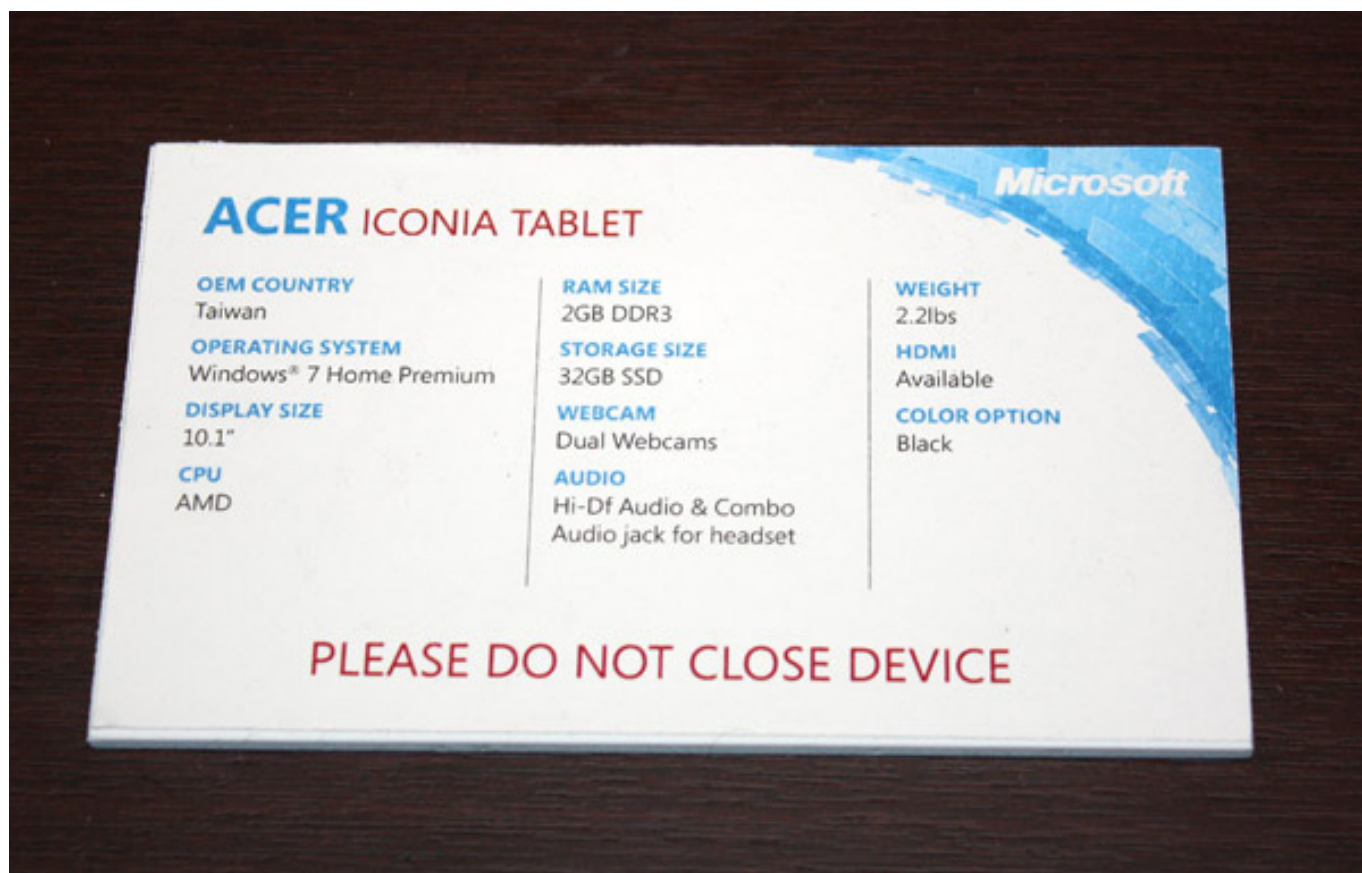 Microsoft
ACER ICONIA TABLET
OEM COUNTRY
Taiwan
OPERATING SYSTEM
Windows® 7 Home Premium
DISPLAY SIZE
10.1"
CPU
AMD
RAM SIZE
2GB DDR3
STORAGE SIZE
32GB SSD
WEBCAM
Dual Webcams
AUDIO
Hi-Df Audio & Combo
Audio jack for headset
WEIGHT
2.2lbs
HDMI
Available
COLOR OPTION
Black
PLEASE DO NOT CLOSE DEVICE